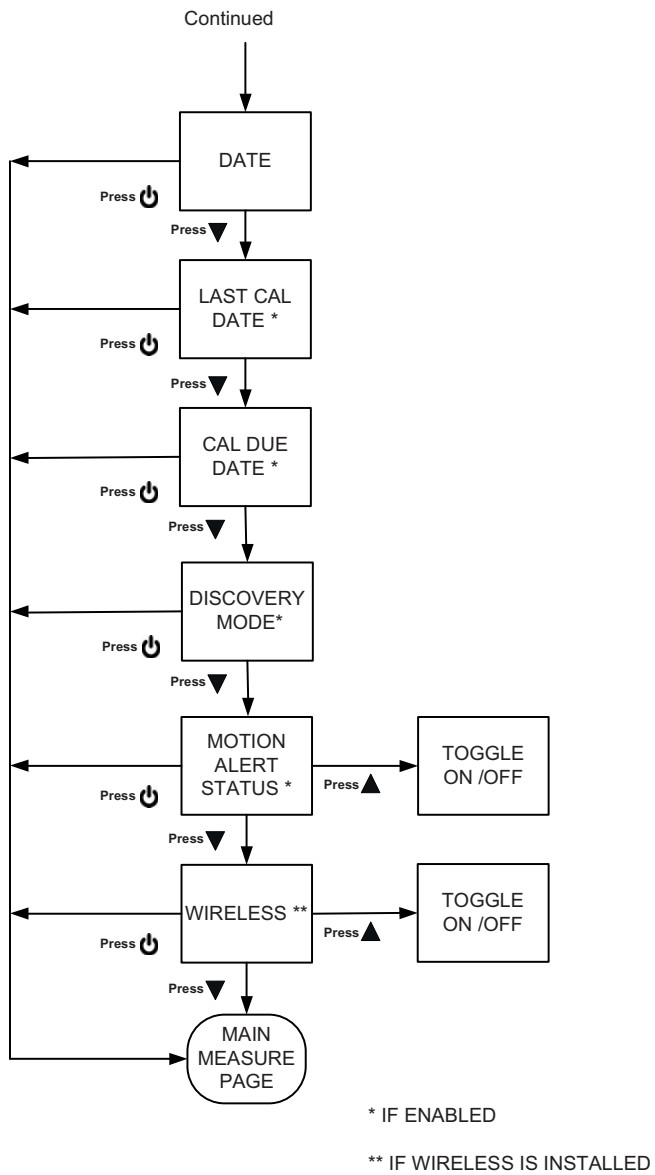 Continued
DATE
Press
Press
LAST CAL
DATE *
Press
Press
CAL DUE
DATE *
Press
Press
DISCOVERY
MODE*
Press
Press
MOTION
ALERT
STATUS *
Press
TOGGLE
ON /OFF
Press
Press
WIRELESS **
Press
TOGGLE
ON /OFF
Press
Press
MAIN
MEASURE
PAGE
* IF ENABLED
** IF WIRELESS IS INSTALLED